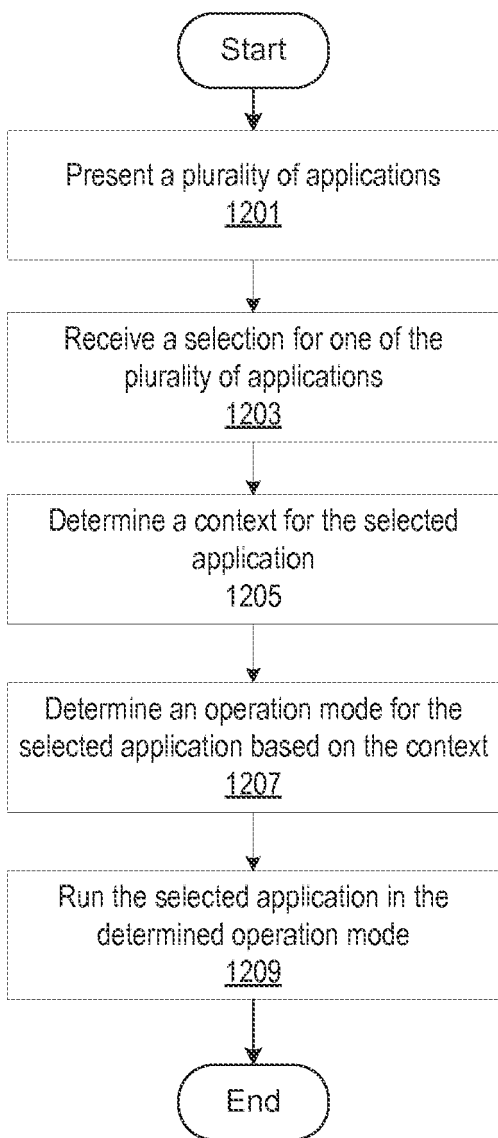 Start
Present a plurality of applications
1201
Receive a selection for one of the
plurality of applications
1203
Determine a context for the selected
application
1205
Determine an operation mode for the
selected application based on the context
1207
Run the selected application in the
determined operation mode
1209
End